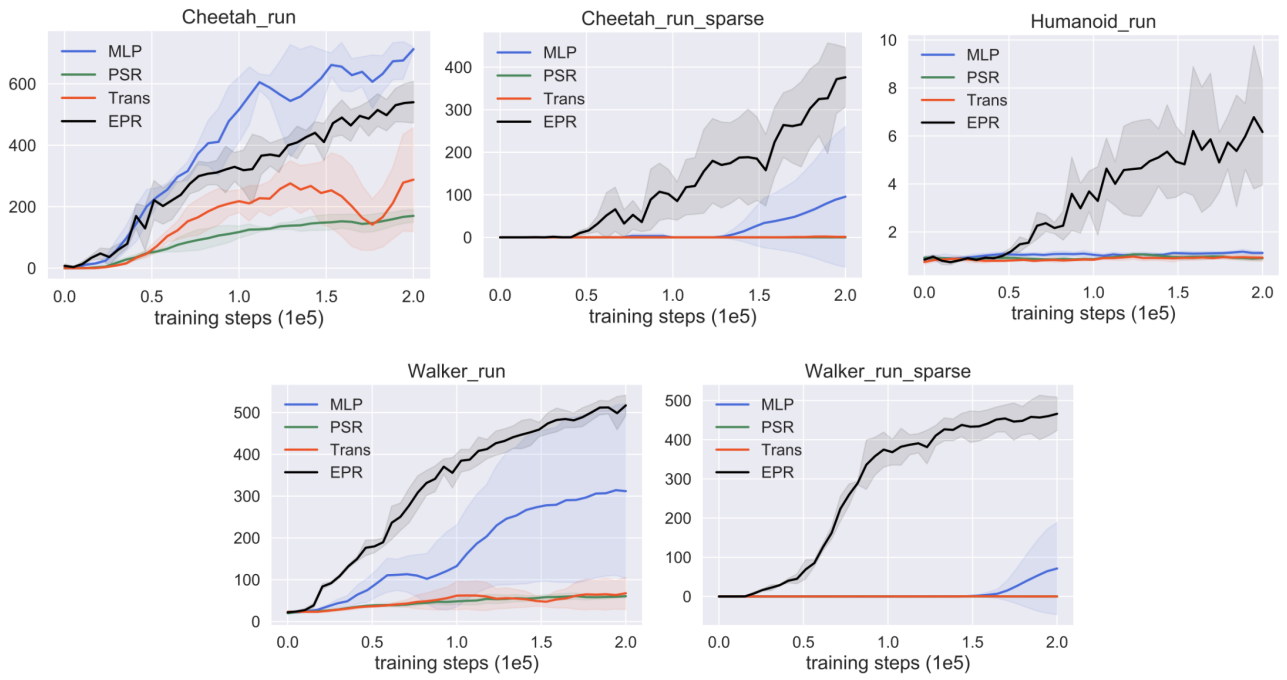 Cheetah_run
MLP
PSR
Trans
EPR
600
400
200
0
0.0 0.5 1.0 1.5 2.0
training steps (1e5)
Cheetah_run_sparse
MLP
PSR
Trans
EPR
400
300
200
100
0
0.0 0.5 1.0 1.5 2.0
training steps (1e5)
Humanoid_run
MLP
PSR
Trans
EPR
10
8
6
4
2
0.0 0.5 1.0 1.5 2.0
training steps (1e5)
Walker_run
MLP
PSR
Trans
EPR
500
400
300
200
100
0
0.0 0.5 1.0 1.5 2.0
training steps (1e5)
Walker_run_sparse
MLP
PSR
Trans
EPR
500
400
300
200
100
0
0.0 0.5 1.0 1.5 2.0
training steps (1e5)